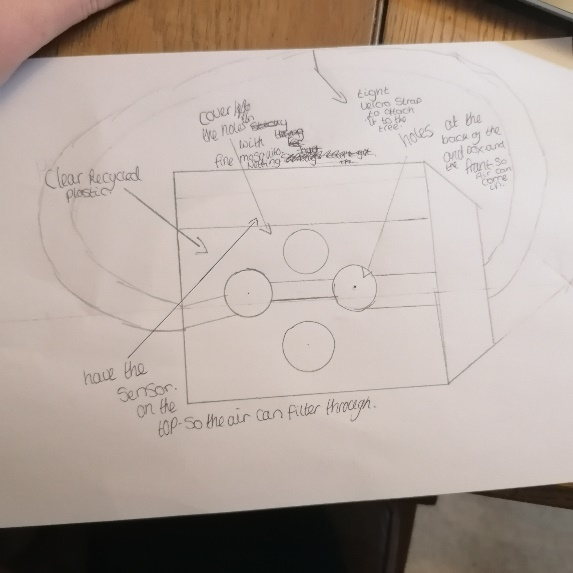 tight
velcro strap
to attach
it to the
tree.
cover
the holes
with
fine mosquito
netting
holes at the
back of the
and
the front so
air can
come
in.
Clear Recycled
plastic
have the
Sensor.
on the
top. so the air can filter through.